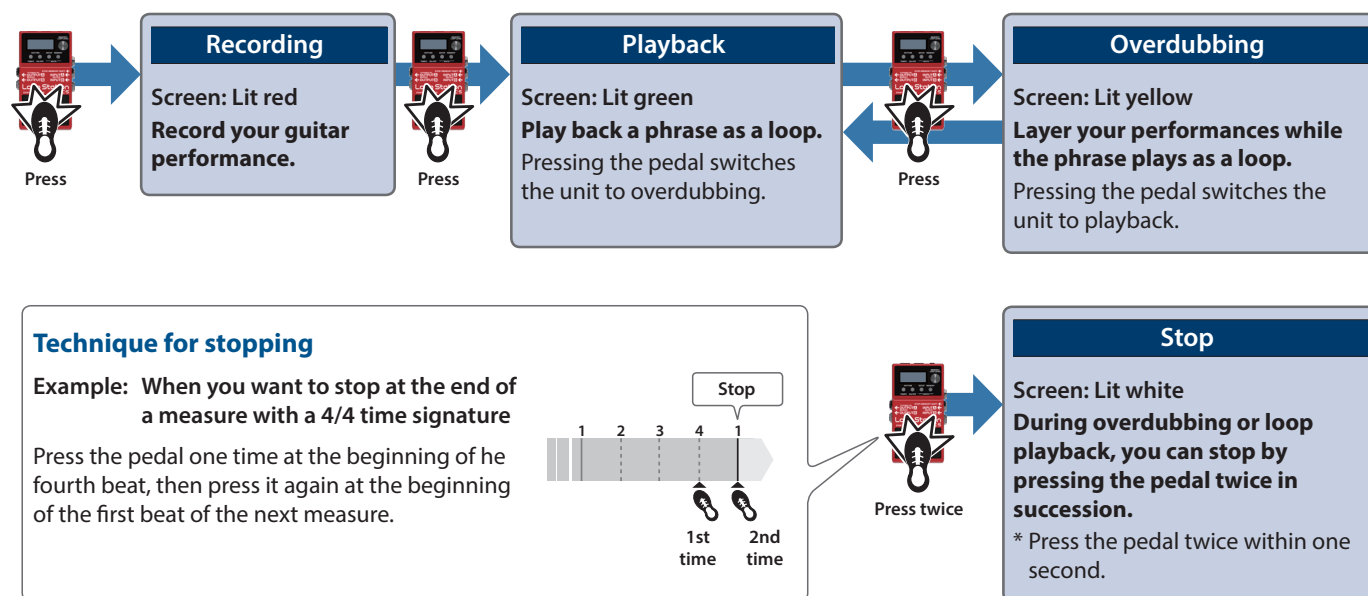 Recording
Screen: Lit red
Record your guitar
performance.
Playback
Screen: Lit green
Play back a phrase as a loop.
Pressing the pedal switches
the unit to overdubbing.
Overdubbing
Screen: Lit yellow
Layer your performances while
the phrase plays as a loop.
Pressing the pedal switches the
unit to playback.
Press
Press
Press
Technique for stopping
Example: When you want to stop at the end of
a measure with a 4/4 time signature
Press the pedal one time at the beginning of he
fourth beat, then press it again at the beginning
of the first beat of the next measure.
Stop
1 2 3 4 1
1st
time
2nd
time
Press twice
Stop
Screen: Lit white
During overdubbing or loop
playback, you can stop by
pressing the pedal twice in
succession.
* Press the pedal twice within one
second.